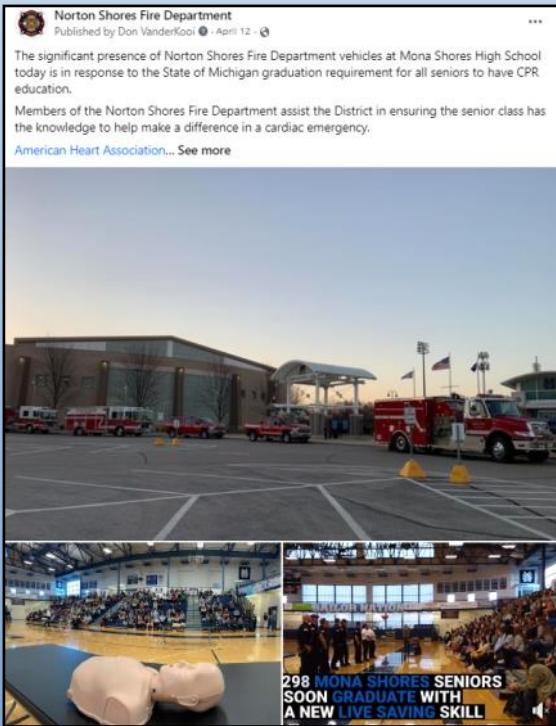 Norton Shores Fire Department
Published by Don VanderKooi · April 12 ·
The significant presence of Norton Shores Fire Department vehicles at Mona Shores High School
today is in response to the State of Michigan graduation requirement for all seniors to have CPR
education.
Members of the Norton Shores Fire Department assist the District in ensuring the senior class has
the knowledge to help make a difference in a cardiac emergency.
American Heart Association... See more
SAILOR NATION
298 MONA SHORES SENIORS
SOON GRADUATE WITH
A NEW LIVE SAVING SKILL